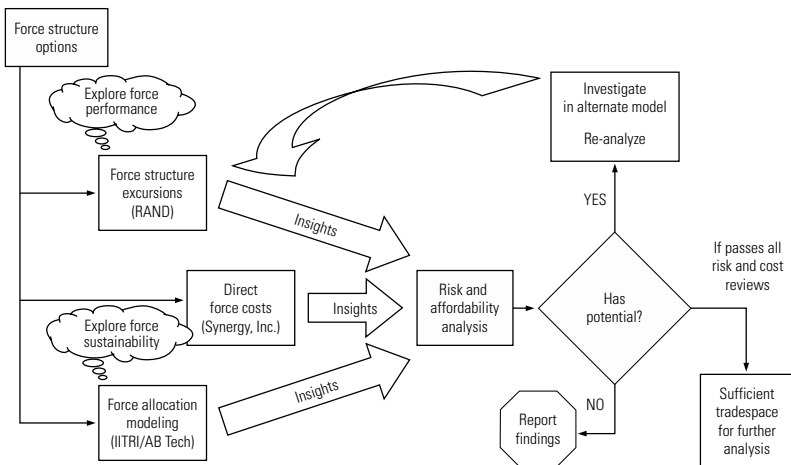 Force structure
options
Explore force
performance
Force structure
excursions
(RAND)
Insights
Direct
force costs
(Synergy, Inc.)
Insights
Explore force
sustainability
Force allocation
modeling
(IITRI/AB Tech)
Insights
Risk and
affordability
analysis
Investigate
in alternate model
Re-analyze
YES
Has
potential?
If passes all
risk and cost
reviews
NO
Report
findings
Sufficient
tradespace
for further
analysis